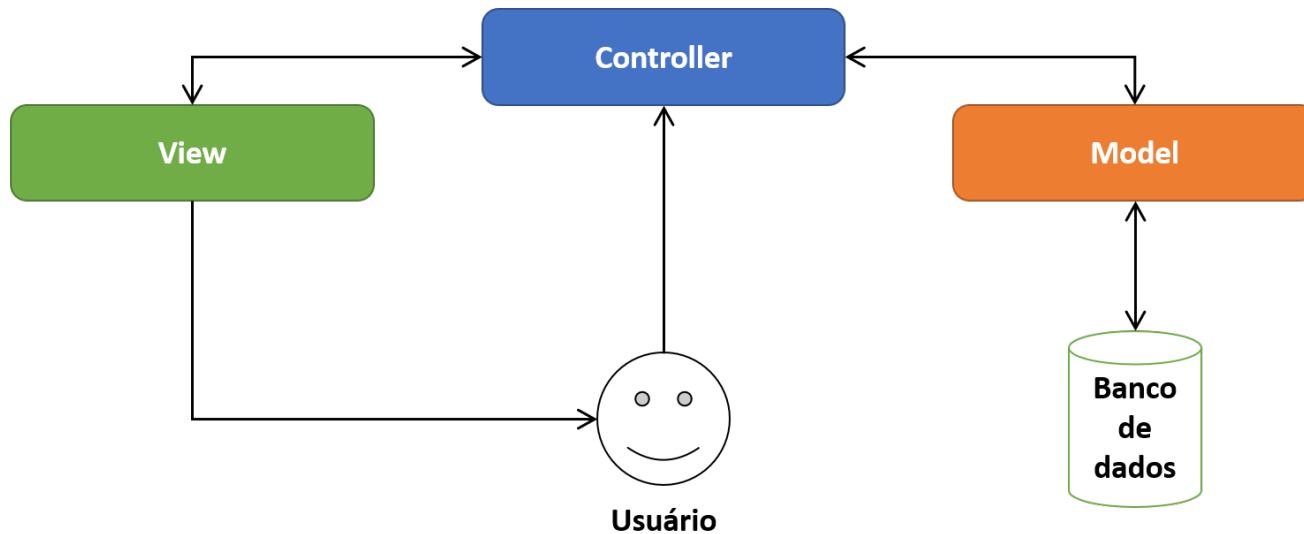 Controller
View
Model
Banco
de
dados
Usuário